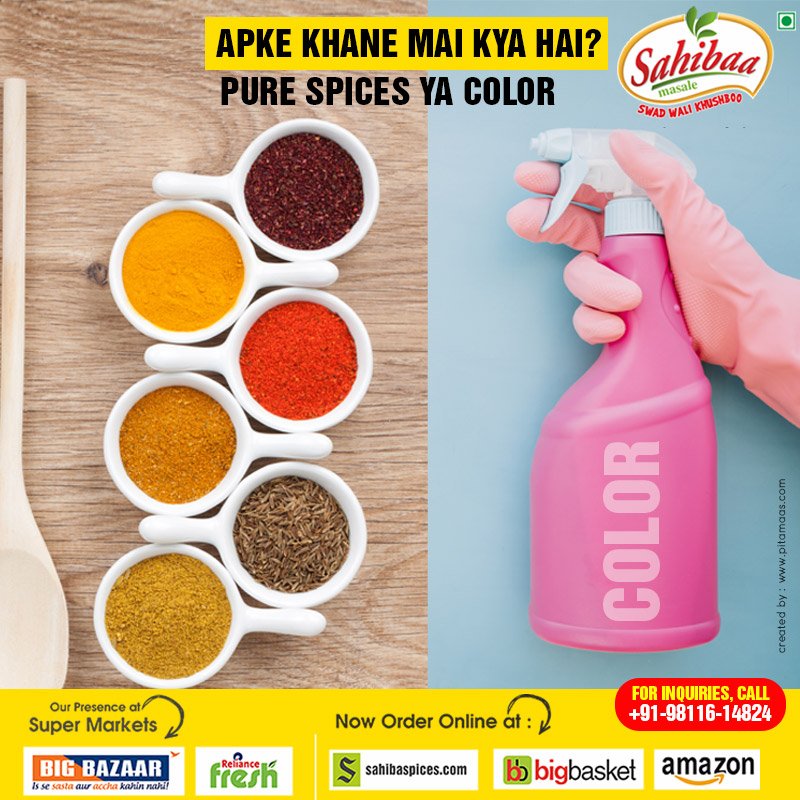 APKE KHANE MAI KYA HAI?
PURE SPICES YA COLOR
Sahibaa
masale
SWAD WALI KHUSHBOO
COLOR
created by : www.pitamaas.com
Our Presence at
Super Markets
BIG BAZAAR
Is se sasta aur accha kahin nahi!
Reliance
fresh
Now Order Online at :
S sahibaspices.com
bb bigbasket
amazon
FOR INQUIRIES, CALL
+91-98116-14824